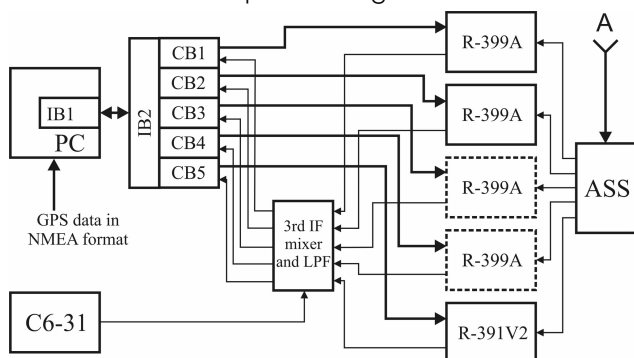 A
CB1
CB2
CB3
CB4
CB5
IB2
IB1
PC
GPS data in
NMEA format
C6-31
3rd IF
mixer
and LPF
R-399A
R-399A
R-399A
R-399A
R-391V2
ASS